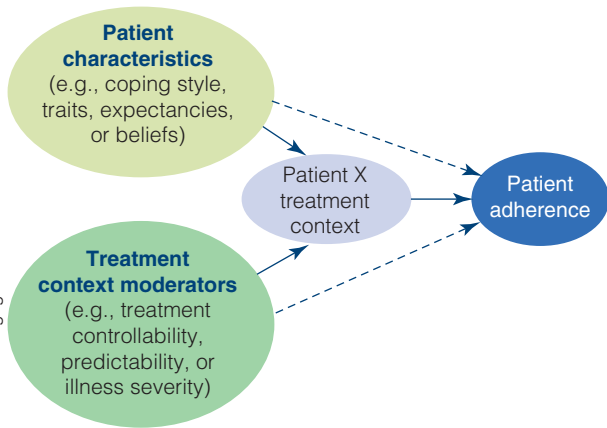 Patient
characteristics
(e.g., coping style,
traits, expectancies,
or beliefs)
Patient X
treatment
context
Patient
adherence
Treatment
context moderators
(e.g., treatment
controllability,
predictability, or
illness severity)